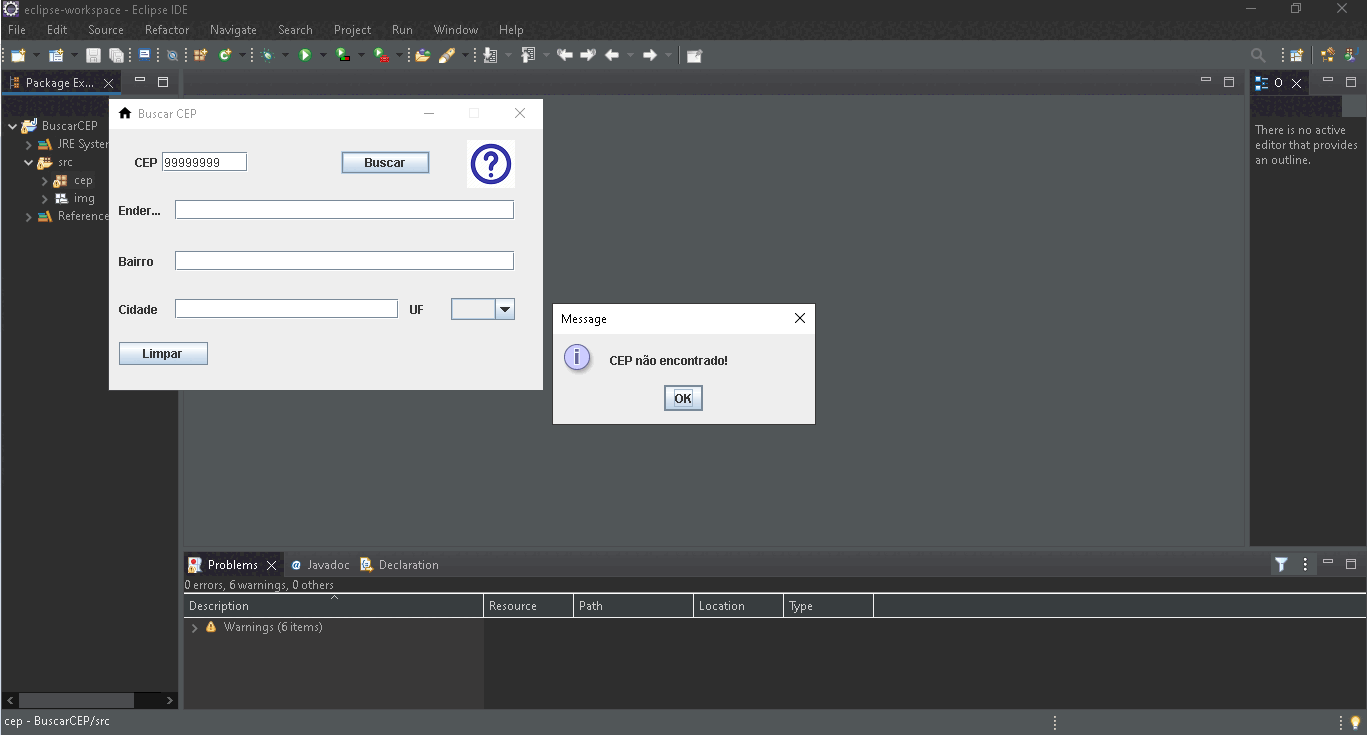 eclipse-workspace - Eclipse IDE
File Edit Source Refactor Navigate Search Project Run Window Help
Package Ex...
O
BuscarCEP
JRE Syster
src
cep
img
Reference
Buscar CEP
CEP 99999999 Buscar
Ender...
Bairro
Cidade UF
Limpar
Message
CEP não encontrado!
OK
There is no active
editor that provides
an outline.
Problems Javadoc Declaration
0 errors, 6 warnings, 0 others
Description Resource Path Location Type
Warnings (6 items)
cep - BuscarCEP/src